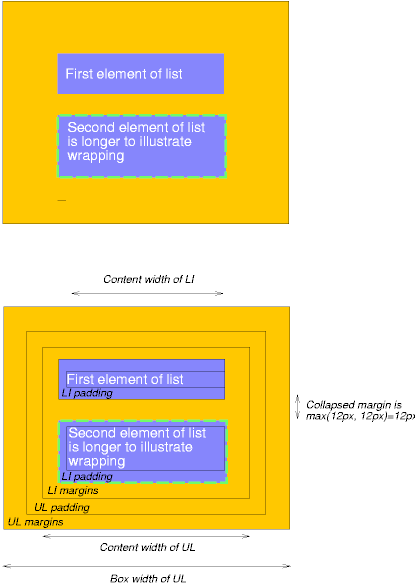 First element of list
Second element of list
is longer to illustrate
wrapping
Content width of LI
First element of list
LI padding
Collapsed margin is
max(12px, 12px)=12px
Second element of list
is longer to illustrate
wrapping
LI padding
LI margins
UL padding
UL margins
Content width of UL
Box width of UL